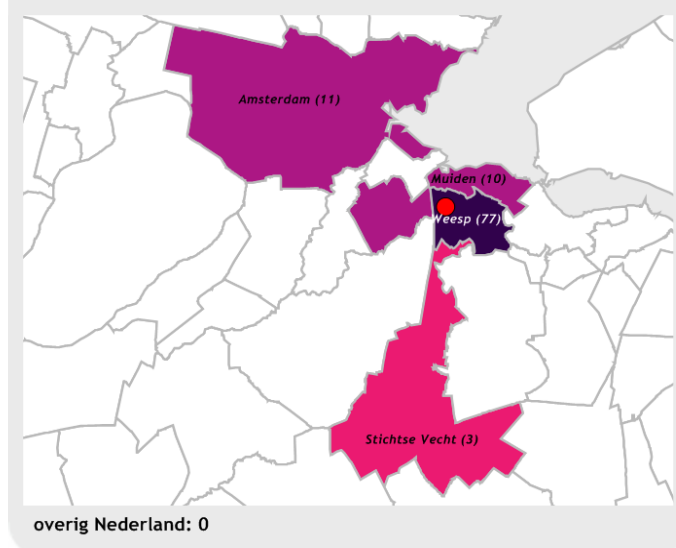 Amsterdam (11)
Muiden (10)
Weesp (77)
Stichtse Vecht (3)
overig Nederland: 0